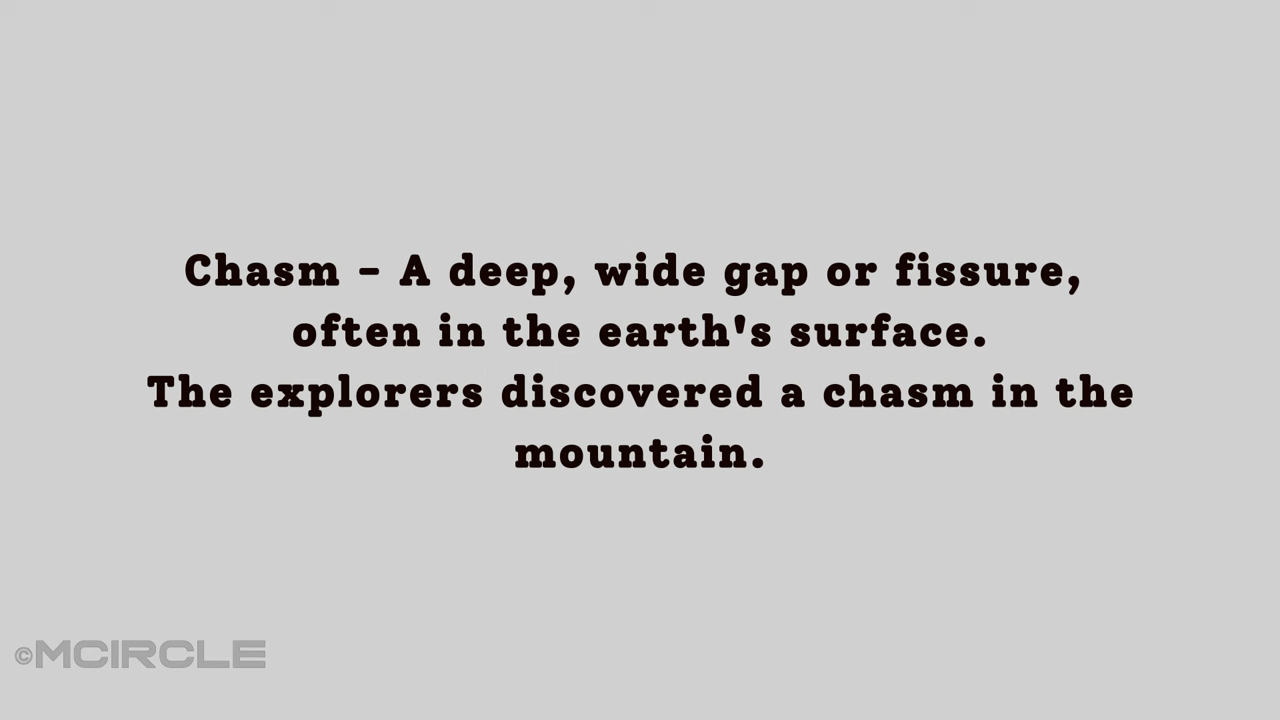 Chasm - A deep, wide gap or fissure,
often in the earth's surface.
The explorers discovered a chasm in the
mountain.
©MCIRCLE